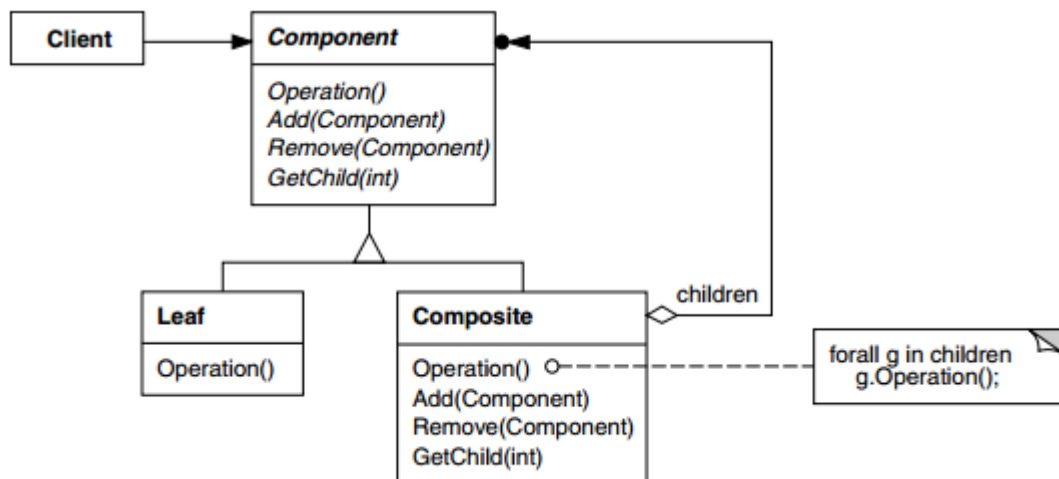 Client
Component
Operation()
Add(Component)
Remove(Component)
GetChild(int)
Leaf
Operation()
Composite
Operation()
Add(Component)
Remove(Component)
GetChild(int)
children
forall g in children
g.Operation();